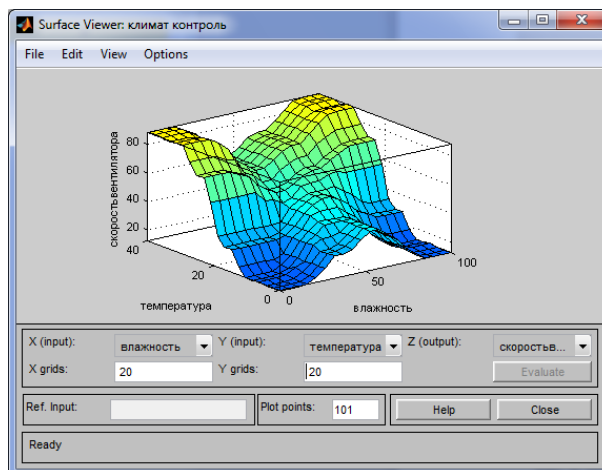 Surface Viewer: климат контроль
File Edit View Options
80
60
40
20
скоростьвентилятора
40
20
0
температура
0
50
100
влажность
X (input): влажность Y (input): температура Z (output): скоростьв...
X grids: 20 Y grids: 20 Evaluate
Ref. Input: Plot points: 101 Help Close
Ready